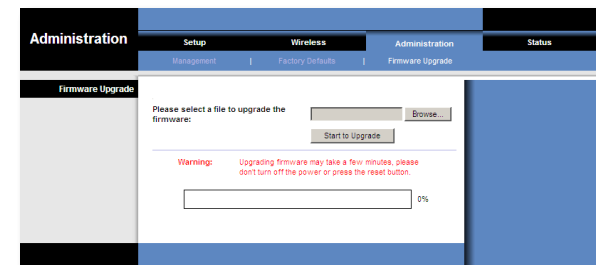 Administration
Setup Wireless Administration Status
Management | Factory Defaults | Firmware Upgrade
Firmware Upgrade
Please select a file to upgrade the
firmware:
Browse...
Start to Upgrade
Warning: Upgrading firmware may take a few minutes, please
don't turn off the power or press the reset button.
0%